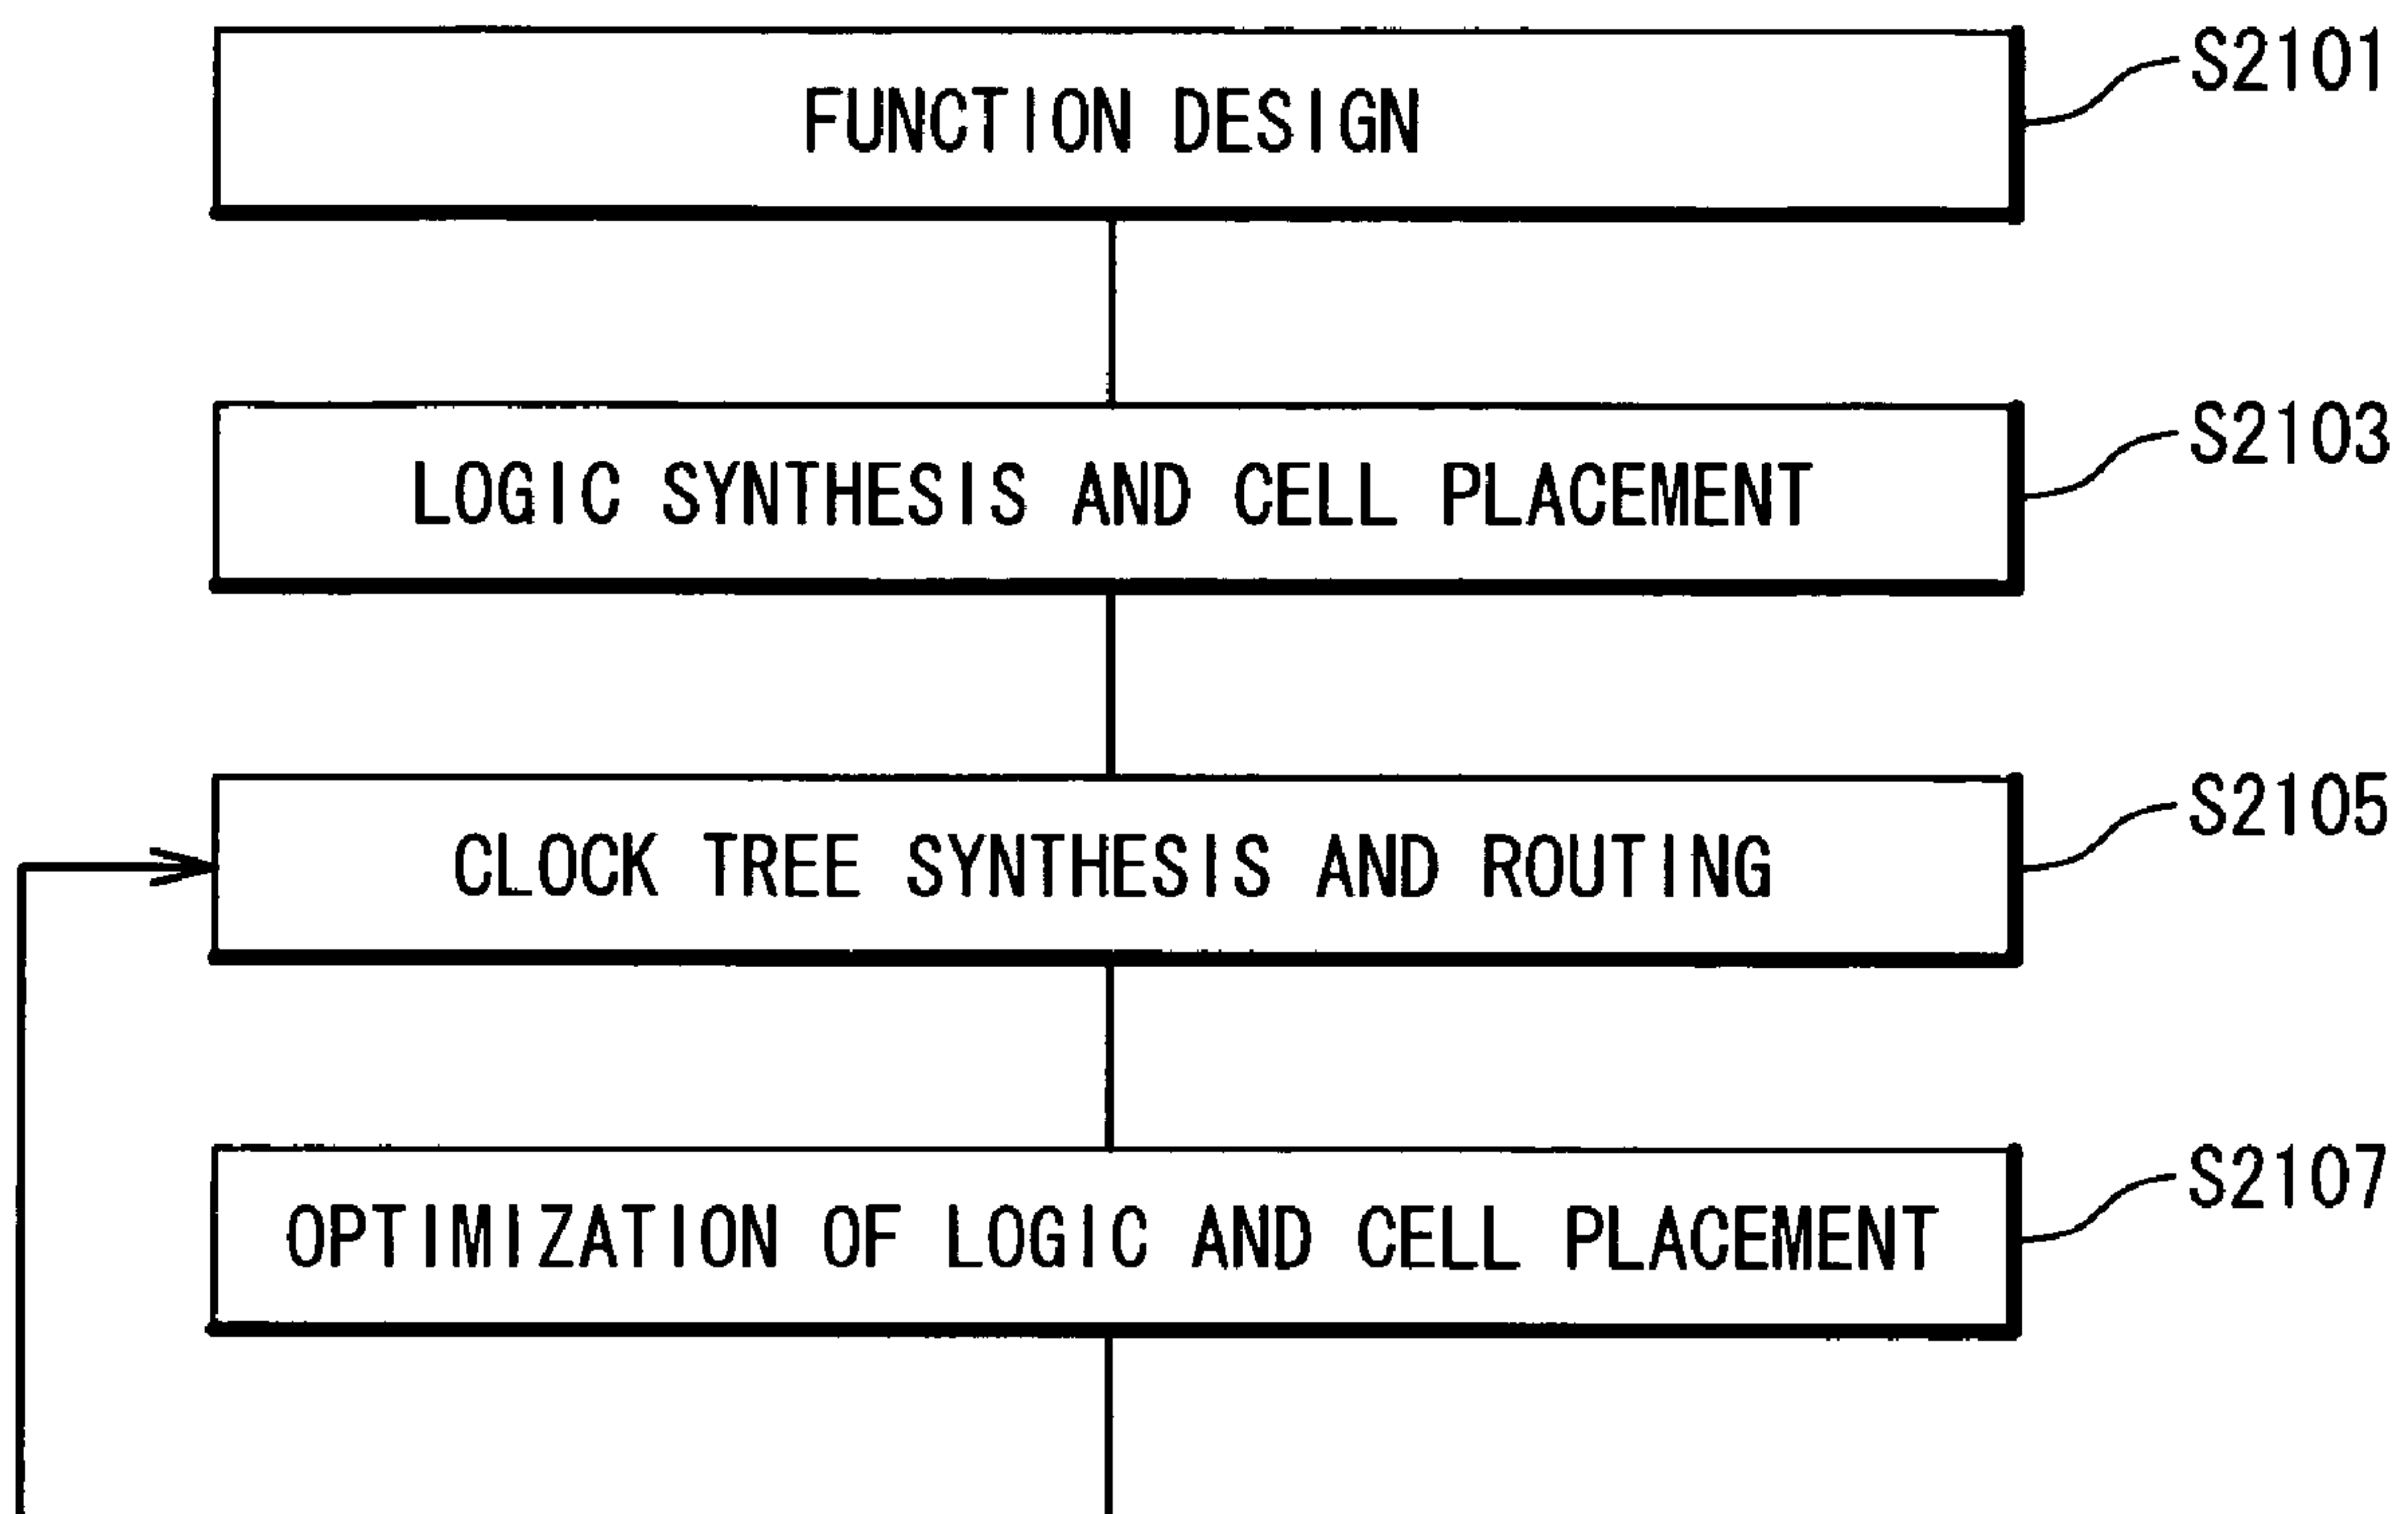 FUNCTION DESIGN
S2101
LOGIC SYNTHESIS AND CELL PLACEMENT
S2103
CLOCK TREE SYNTHESIS AND ROUTING
S2105
OPTIMIZATION OF LOGIC AND CELL PLACEMENT
S2107